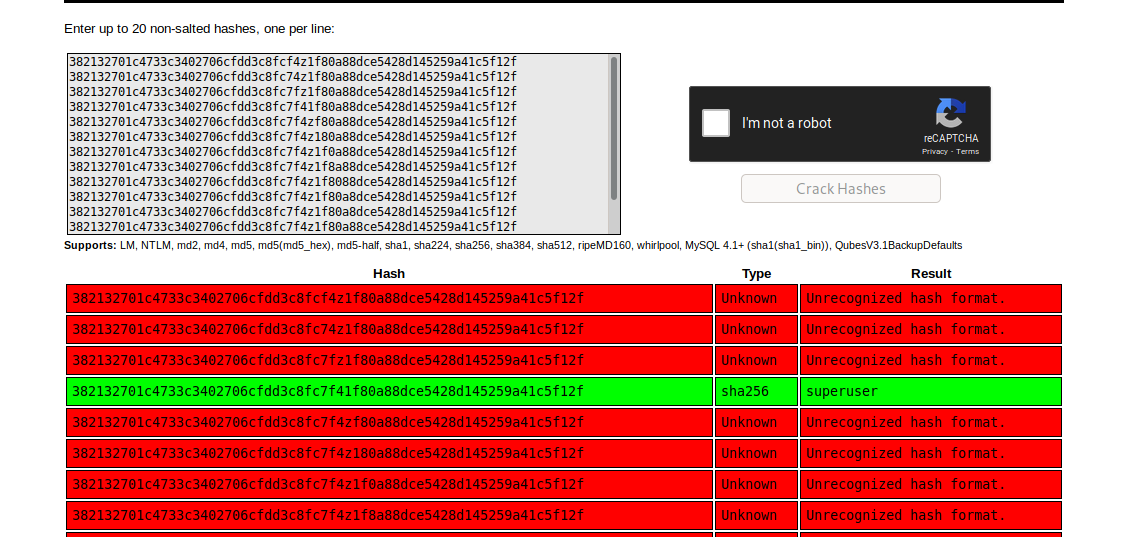 Enter up to 20 non-salted hashes, one per line:
382132701c4733c3402706cfdd3c8fcf4z1f80a88dce5428d145259a41c5f12f
382132701c4733c3402706cfdd3c8fc74z1f80a88dce5428d145259a41c5f12f
382132701c4733c3402706cfdd3c8fc7fz1f80a88dce5428d145259a41c5f12f
382132701c4733c3402706cfdd3c8fc7f41f80a88dce5428d145259a41c5f12f
382132701c4733c3402706cfdd3c8fc7f4zf80a88dce5428d145259a41c5f12f
382132701c4733c3402706cfdd3c8fc7f4z180a88dce5428d145259a41c5f12f
382132701c4733c3402706cfdd3c8fc7f4z1f0a88dce5428d145259a41c5f12f
382132701c4733c3402706cfdd3c8fc7f4z1f8a88dce5428d145259a41c5f12f
382132701c4733c3402706cfdd3c8fc7f4z1f8088dce5428d145259a41c5f12f
382132701c4733c3402706cfdd3c8fc7f4z1f80a8dce5428d145259a41c5f12f
382132701c4733c3402706cfdd3c8fc7f4z1f80a8dce5428d145259a41c5f12f
382132701c4733c3402706cfdd3c8fc7f4z1f80a88ce5428d145259a41c5f12f
I'm not a robot
reCAPTCHA
Privacy - Terms
Crack Hashes
Supports: LM, NTLM, md2, md4, md5, md5(md5_hex), md5-half, sha1, sha224, sha256, sha384, sha512, ripeMD160, whirlpool, MySQL 4.1+ (sha1(sha1_bin)), QubesV3.1BackupDefaults
Hash Type Result
382132701c4733c3402706cfdd3c8fcf4z1f80a88dce5428d145259a41c5f12f Unknown Unrecognized hash format.
382132701c4733c3402706cfdd3c8fc74z1f80a88dce5428d145259a41c5f12f Unknown Unrecognized hash format.
382132701c4733c3402706cfdd3c8fc7fz1f80a88dce5428d145259a41c5f12f Unknown Unrecognized hash format.
382132701c4733c3402706cfdd3c8fc7f41f80a88dce5428d145259a41c5f12f sha256 superuser
382132701c4733c3402706cfdd3c8fc7f4zf80a88dce5428d145259a41c5f12f Unknown Unrecognized hash format.
382132701c4733c3402706cfdd3c8fc7f4z180a88dce5428d145259a41c5f12f Unknown Unrecognized hash format.
382132701c4733c3402706cfdd3c8fc7f4z1f0a88dce5428d145259a41c5f12f Unknown Unrecognized hash format.
382132701c4733c3402706cfdd3c8fc7f4z1f8a88dce5428d145259a41c5f12f Unknown Unrecognized hash format.